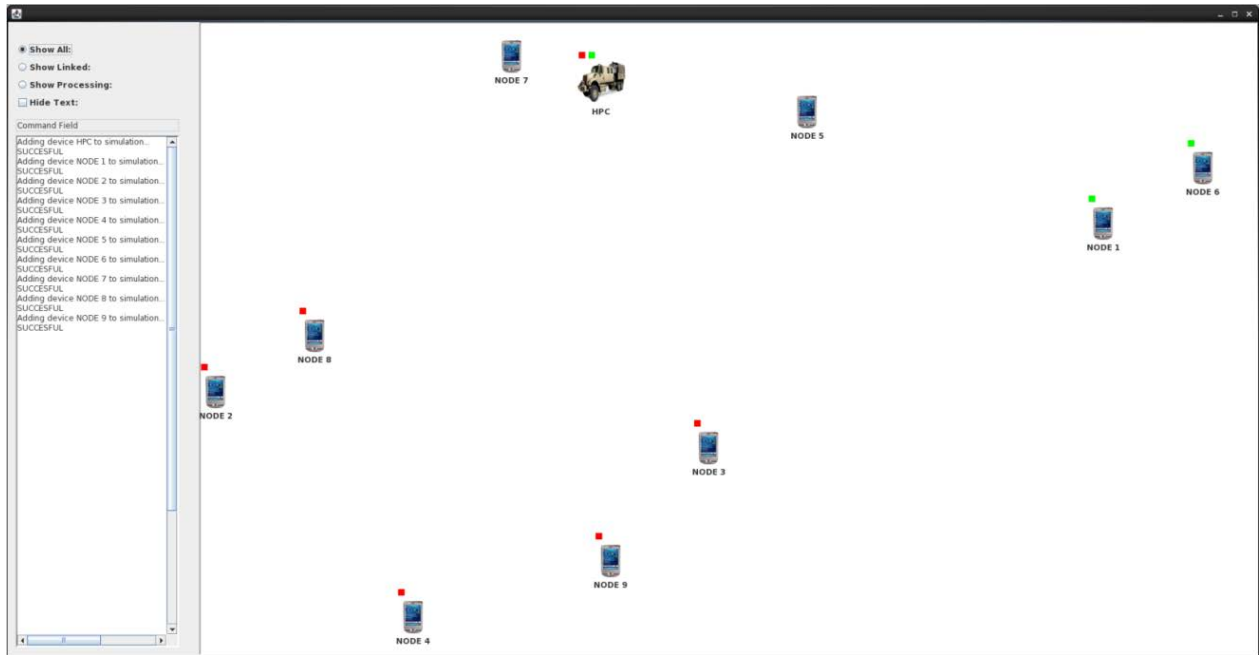 Show All:
Show Linked:
Show Processing:
Hide Text:
Command Field
Adding device HPC to simulation...
SUCCESFUL
Adding device NODE 1 to simulation...
SUCCESFUL
Adding device NODE 2 to simulation...
SUCCESFUL
Adding device NODE 3 to simulation...
SUCCESFUL
Adding device NODE 4 to simulation...
SUCCESFUL
Adding device NODE 5 to simulation...
SUCCESFUL
Adding device NODE 6 to simulation...
SUCCESFUL
Adding device NODE 7 to simulation...
SUCCESFUL
Adding device NODE 8 to simulation...
SUCCESFUL
Adding device NODE 9 to simulation...
SUCCESFUL
NODE 7
HPC
NODE 5
NODE 6
NODE 1
NODE 8
NODE 2
NODE 3
NODE 9
NODE 4